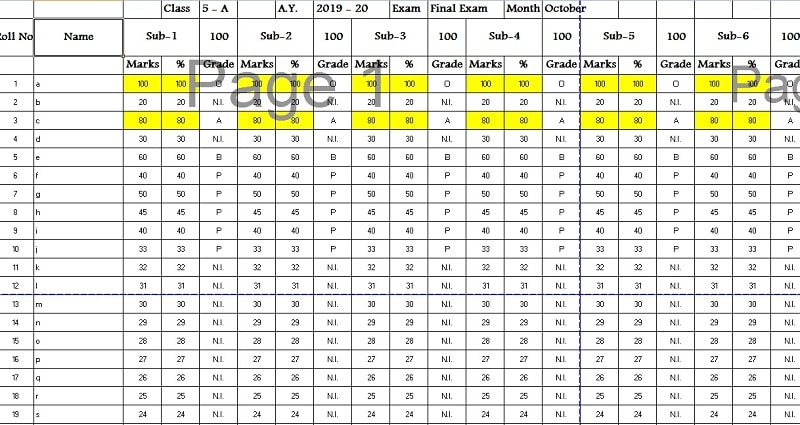 Class 5 - A A.Y. 2019 - 20 Exam Final Exam Month October
Roll No Name Sub-1 100 Sub-2 100 Sub-3 100 Sub-4 100 Sub-5 100 Sub-6 100
Marks % Grade Marks % Grade Marks % Grade Marks % Grade Marks % Grade Marks % Grad
Page 1
1 a 100 100 O 100 100 O 100 100 O 100 100 O 100 100 O 100 100 O
2 b 20 20 N.I. 20 20 N.I. 20 20 N.I. 20 20 N.I. 20 20 N.I. 20 20 N.I.
3 c 80 80 A 80 80 A 80 80 A 80 80 A 80 80 A 80 80 A
4 d 30 30 N.I. 30 30 N.I. 30 30 N.I. 30 30 N.I. 30 30 N.I. 30 30 N.I.
5 e 60 60 B 60 60 B 60 60 B 60 60 B 60 60 B 60 60 B
6 f 40 40 P 40 40 P 40 40 P 40 40 P 40 40 P 40 40 P
7 g 50 50 P 50 50 P 50 50 P 50 50 P 50 50 P 50 50 P
8 h 45 45 P 45 45 P 45 45 P 45 45 P 45 45 P 45 45 P
9 i 40 40 P 40 40 P 40 40 P 40 40 P 40 40 P 40 40 P
10 j 33 33 P 33 33 P 33 33 P 33 33 P 33 33 P 33 33 P
11 k 32 32 N.I. 32 32 N.I. 32 32 N.I. 32 32 N.I. 32 32 N.I. 32 32 N.I.
12 l 31 31 N.I. 31 31 N.I. 31 31 N.I. 31 31 N.I. 31 31 N.I. 31 31 N.I.
13 m 30 30 N.I. 30 30 N.I. 30 30 N.I. 30 30 N.I. 30 30 N.I. 30 30 N.I.
14 n 29 29 N.I. 29 29 N.I. 29 29 N.I. 29 29 N.I. 29 29 N.I. 29 29 N.I.
15 o 28 28 N.I. 28 28 N.I. 28 28 N.I. 28 28 N.I. 28 28 N.I. 28 28 N.I.
16 p 27 27 N.I. 27 27 N.I. 27 27 N.I. 27 27 N.I. 27 27 N.I. 27 27 N.I.
17 q 26 26 N.I. 26 26 N.I. 26 26 N.I. 26 26 N.I. 26 26 N.I. 26 26 N.I.
18 r 25 25 N.I. 25 25 N.I. 25 25 N.I. 25 25 N.I. 25 25 N.I. 25 25 N.I.
19 s 24 24 N.I. 24 24 N.I. 24 24 N.I. 24 24 N.I. 24 24 N.I. 24 24 N.I.